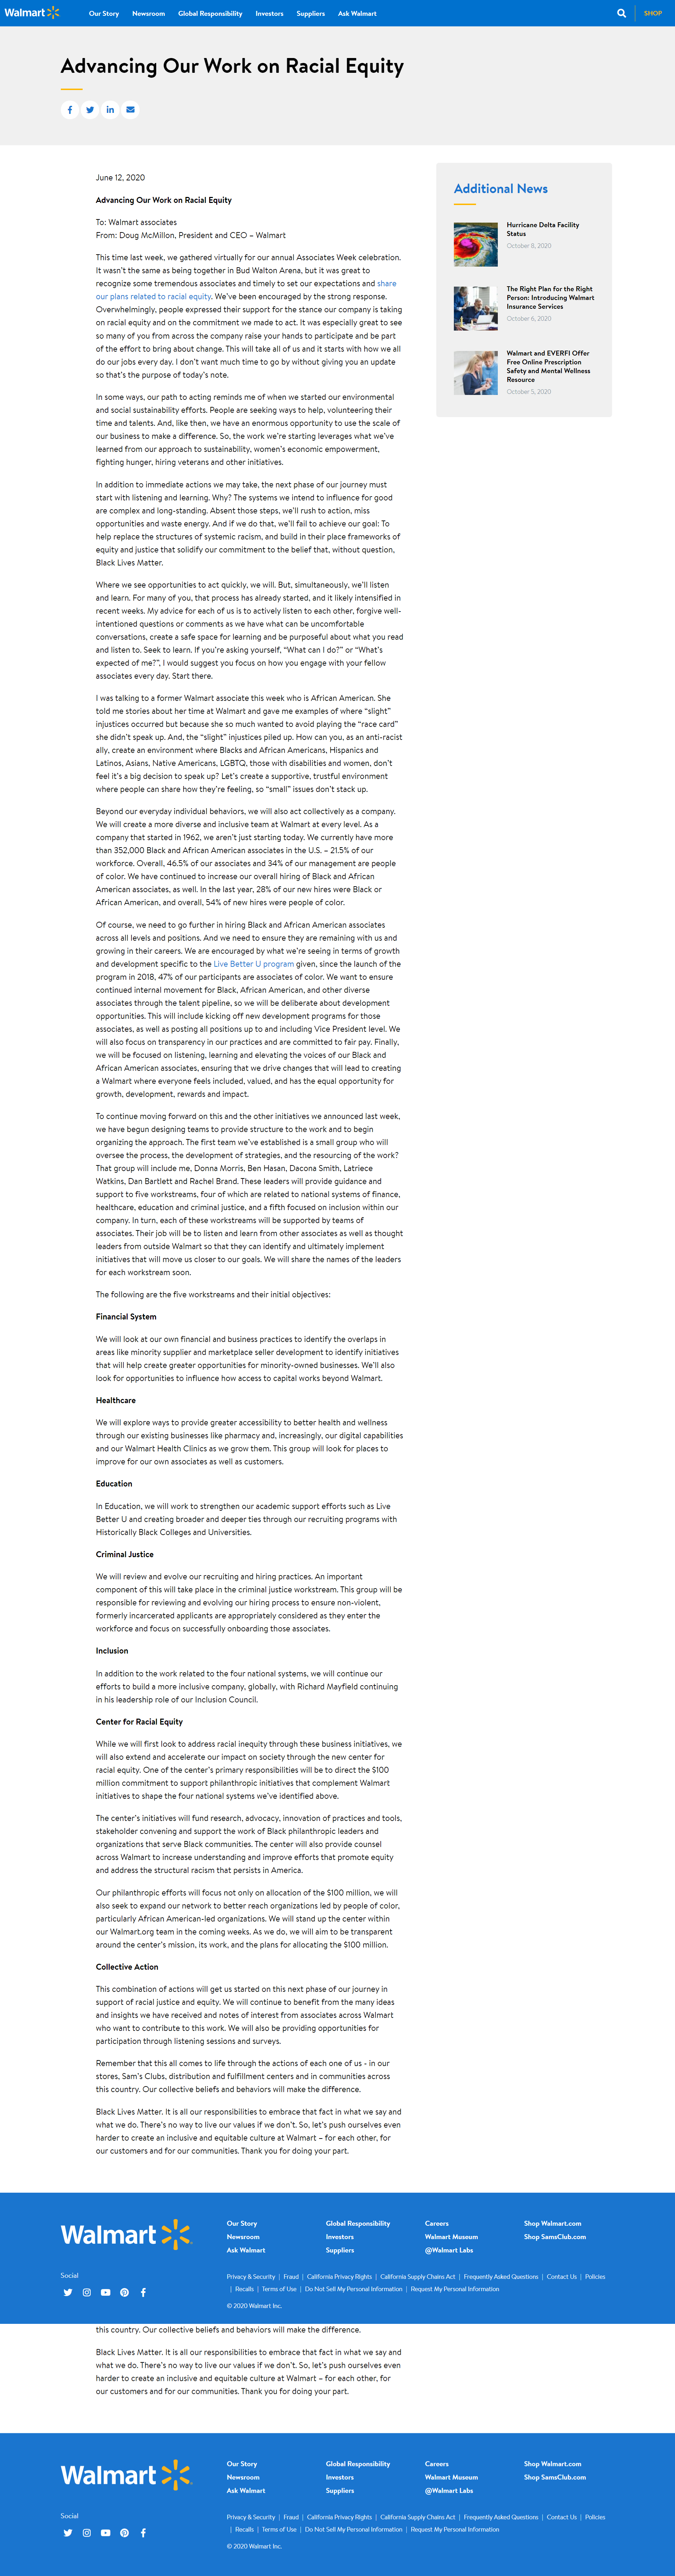 Walmart
Our Story
Newsroom
Global Responsibility
Investors
Suppliers
Ask Walmart
SHOP
Advancing Our Work on Racial Equity
June 12, 2020
Advancing Our Work on Racial Equity
To: Walmart associates
From: Doug McMillon, President and CEO – Walmart
This time last week, we gathered virtually for our annual Associates Week celebration.
It wasn't the same as being together in Bud Walton Arena, but it was great to
recognize some tremendous associates and timely to set our expectations and share
our plans related to racial equity. We've been encouraged by the strong response.
Overwhelmingly, people expressed their support for the stance our company is taking
on racial equity and on the commitment we made to act. It was especially great to see
so many of you from across the company raise your hands to participate and be part
of the effort to bring about change. This will take all of us and it starts with how we all
do our jobs every day. I don't want much time to go by without giving you an update
so that's the purpose of today's note.
In some ways, our path to acting reminds me of when we started our environmental
and social sustainability efforts. People are seeking ways to help, volunteering their
time and talents. And, like then, we have an enormous opportunity to use the scale of
our business to make a difference. So, the work we're starting leverages what we've
learned from our approach to sustainability, women's economic empowerment,
fighting hunger, hiring veterans and other initiatives.
In addition to immediate actions we may take, the next phase of our journey must
start with listening and learning. Why? The systems we intend to influence for good
are complex and long-standing. Absent those steps, we'll rush to action, miss
opportunities and waste energy. And if we do that, we'll fail to achieve our goal: To
help replace the structures of systemic racism, and build in their place frameworks of
equity and justice that solidify our commitment to the belief that, without question,
Black Lives Matter.
Where we see opportunities to act quickly, we will. But, simultaneously, we'll listen
and learn. For many of you, that process has already started, and it likely intensified in
recent weeks. My advice for each of us is to actively listen to each other, forgive well-
intentioned questions or comments as we have what can be uncomfortable
conversations, create a safe space for learning and be purposeful about what you read
and listen to. Seek to learn. If you're asking yourself, “What can I do?” or “What's
expected of me?”, I would suggest you focus on how you engage with your fellow
associates every day. Start there.
I was talking to a former Walmart associate this week who is African American. She
told me stories about her time at Walmart and gave me examples of where “slight”
injustices occurred but because she so much wanted to avoid playing the “race card”
she didn't speak up. And, the “slight” injustices piled up. How can you, as an anti-racist
ally, create an environment where Blacks and African Americans, Hispanics and
Latinos, Asians, Native Americans, LGBTQ, those with disabilities and women, don't
feel it's a big decision to speak up? Let's create a supportive, trustful environment
where people can share how they're feeling, so “small” issues don't stack up.
Beyond our everyday individual behaviors, we will also act collectively as a company.
We will create a more diverse and inclusive team at Walmart at every level. As a
company that started in 1962, we aren't just starting today. We currently have more
than 352,000 Black and African American associates in the U.S. – 21.5% of our
workforce. Overall, 46.5% of our associates and 34% of our management are people
of color. We have continued to increase our overall hiring of Black and African
American associates, as well. In the last year, 28% of our new hires were Black or
African American, and overall, 54% of new hires were people of color.
Of course, we need to go further in hiring Black and African American associates
across all levels and positions. And we need to ensure they are remaining with us and
growing in their careers. We are encouraged by what we're seeing in terms of growth
and development specific to the Live Better U program given, since the launch of the
program in 2018, 47% of our participants are associates of color. We want to ensure
continued internal movement for Black, African American, and other diverse
associates through the talent pipeline, so we will be deliberate about development
opportunities. This will include kicking off new development programs for those
associates, as well as posting all positions up to and including Vice President level. We
will also focus on transparency in our practices and are committed to fair pay. Finally,
we will be focused on listening, learning and elevating the voices of our Black and
African American associates, ensuring that we drive changes that will lead to creating
a Walmart where everyone feels included, valued, and has the equal opportunity for
growth, development, rewards and impact.
To continue moving forward on this and the other initiatives we announced last week,
we have begun designing teams to provide structure to the work and to begin
organizing the approach. The first team we've established is a small group who will
oversee the process, the development of strategies, and the resourcing of the work?
That group will include me, Donna Morris, Ben Hasan, Dacona Smith, Latriece
Watkins, Dan Bartlett and Rachel Brand. These leaders will provide guidance and
support to five workstreams, four of which are related to national systems of finance,
healthcare, education and criminal justice, and a fifth focused on inclusion within our
company. In turn, each of these workstreams will be supported by teams of
associates. Their job will be to listen and learn from other associates as well as thought
leaders from outside Walmart so that they can identify and ultimately implement
initiatives that will move us closer to our goals. We will share the names of the leaders
for each workstream soon.
The following are the five workstreams and their initial objectives:
Financial System
We will look at our own financial and business practices to identify the overlaps in
areas like minority supplier and marketplace seller development to identify initiatives
that will help create greater opportunities for minority-owned businesses. We'll also
look for opportunities to influence how access to capital works beyond Walmart.
Healthcare
We will explore ways to provide greater accessibility to better health and wellness
through our existing businesses like pharmacy and, increasingly, our digital capabilities
and our Walmart Health Clinics as we grow them. This group will look for places to
improve for our own associates as well as customers.
Education
In Education, we will work to strengthen our academic support efforts such as Live
Better U and creating broader and deeper ties through our recruiting programs with
Historically Black Colleges and Universities.
Criminal Justice
We will review and evolve our recruiting and hiring practices. An important
component of this will take place in the criminal justice workstream. This group will be
responsible for reviewing and evolving our hiring process to ensure non-violent,
formerly incarcerated applicants are appropriately considered as they enter the
workforce and focus on successfully onboarding those associates.
Inclusion
In addition to the work related to the four national systems, we will continue our
efforts to build a more inclusive company, globally, with Richard Mayfield continuing
in his leadership role of our Inclusion Council.
Center for Racial Equity
While we will first look to address racial inequity through these business initiatives, we
will also extend and accelerate our impact on society through the new center for
racial equity. One of the center's primary responsibilities will be to direct the $100
million commitment to support philanthropic initiatives that complement Walmart
initiatives to shape the four national systems we've identified above.
The center's initiatives will fund research, advocacy, innovation of practices and tools,
stakeholder convening and support the work of Black philanthropic leaders and
organizations that serve Black communities. The center will also provide counsel
across Walmart to increase understanding and improve efforts that promote equity
and address the structural racism that persists in America.
Our philanthropic efforts will focus not only on allocation of the $100 million, we will
also seek to expand our network to better reach organizations led by people of color,
particularly African American-led organizations. We will stand up the center within
our Walmart.org team in the coming weeks. As we do, we will aim to be transparent
around the center's mission, its work, and the plans for allocating the $100 million.
Collective Action
This combination of actions will get us started on this next phase of our journey in
support of racial justice and equity. We will continue to benefit from the many ideas
and insights we have received and notes of interest from associates across Walmart
who want to contribute to this work. We will also be providing opportunities for
participation through listening sessions and surveys.
Remember that this all comes to life through the actions of each one of us - in our
stores, Sam's Clubs, distribution and fulfillment centers and in communities across
this country. Our collective beliefs and behaviors will make the difference.
Black Lives Matter. It is all our responsibilities to embrace that fact in what we say and
what we do. There's no way to live our values if we don't. So, let's push ourselves even
harder to create an inclusive and equitable culture at Walmart – for each other, for
our customers and for our communities. Thank you for doing your part.
Additional News
Hurricane Delta Facility
Status
October 8, 2020
The Right Plan for the Right
Person: Introducing Walmart
Insurance Services
October 6, 2020
Walmart and EVERFI Offer
Free Online Prescription
Safety and Mental Wellness
Resource
October 5, 2020
Walmart
Social
Our Story
Newsroom
Ask Walmart
Global Responsibility
Investors
Suppliers
Careers
Walmart Museum
@Walmart Labs
Shop Walmart.com
Shop SamsClub.com
Privacy & Security | Fraud | California Privacy Rights | California Supply Chains Act | Frequently Asked Questions | Contact Us | Policies
| Recalls | Terms of Use | Do Not Sell My Personal Information | Request My Personal Information
© 2020 Walmart Inc.
this country. Our collective beliefs and behaviors will make the difference.
Black Lives Matter. It is all our responsibilities to embrace that fact in what we say and
what we do. There's no way to live our values if we don't. So, let's push ourselves even
harder to create an inclusive and equitable culture at Walmart – for each other, for
our customers and for our communities. Thank you for doing your part.
Walmart
Social
Our Story
Newsroom
Ask Walmart
Global Responsibility
Investors
Suppliers
Careers
Walmart Museum
@Walmart Labs
Shop Walmart.com
Shop SamsClub.com
Privacy & Security | Fraud | California Privacy Rights | California Supply Chains Act | Frequently Asked Questions | Contact Us | Policies
| Recalls | Terms of Use | Do Not Sell My Personal Information | Request My Personal Information
© 2020 Walmart Inc.